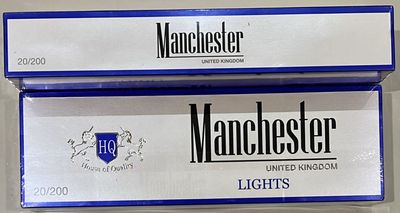 Manchester
UNITED KINGDOM
20/200
HQ
House of Quality
Manchester
UNITED KINGDOM
LIGHTS
20/200